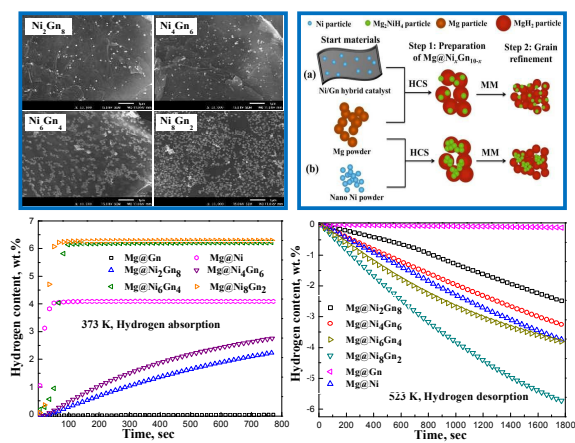 Ni2Gn8
Ni4Gn6
Ni6Gn4
Ni8Gn2
Ni particle
Mg2NiH4 particle
Mg particle
MgH2 particle
Start materials
Step 1: Preparation
of Mg@NixGn10-x
Step 2: Grain
refinement
(a)
HCS
MM
Ni/Gn hybrid catalyst
Mg powder
HCS
MM
(b)
Nano Ni powder
Hydrogen content, wt.%
7
6
5
4
3
2
1
0
Mg@Gn
Mg@Ni
Mg@Ni2Gn8
Mg@Ni4Gn6
Mg@Ni6Gn4
Mg@Ni8Gn2
373 K, Hydrogen absorption
0 100 200 300 400 500 600 700 800
Time, sec
Hydrogen content, wt.%
0
-1
-2
-3
-4
-5
-6
Mg@Ni2Gn8
Mg@Ni4Gn6
Mg@Ni6Gn4
Mg@Ni8Gn2
Mg@Gn
Mg@Ni
523 K, Hydrogen desorption
0 200 400 600 800 1000 1200 1400 1600 1800
Time, sec